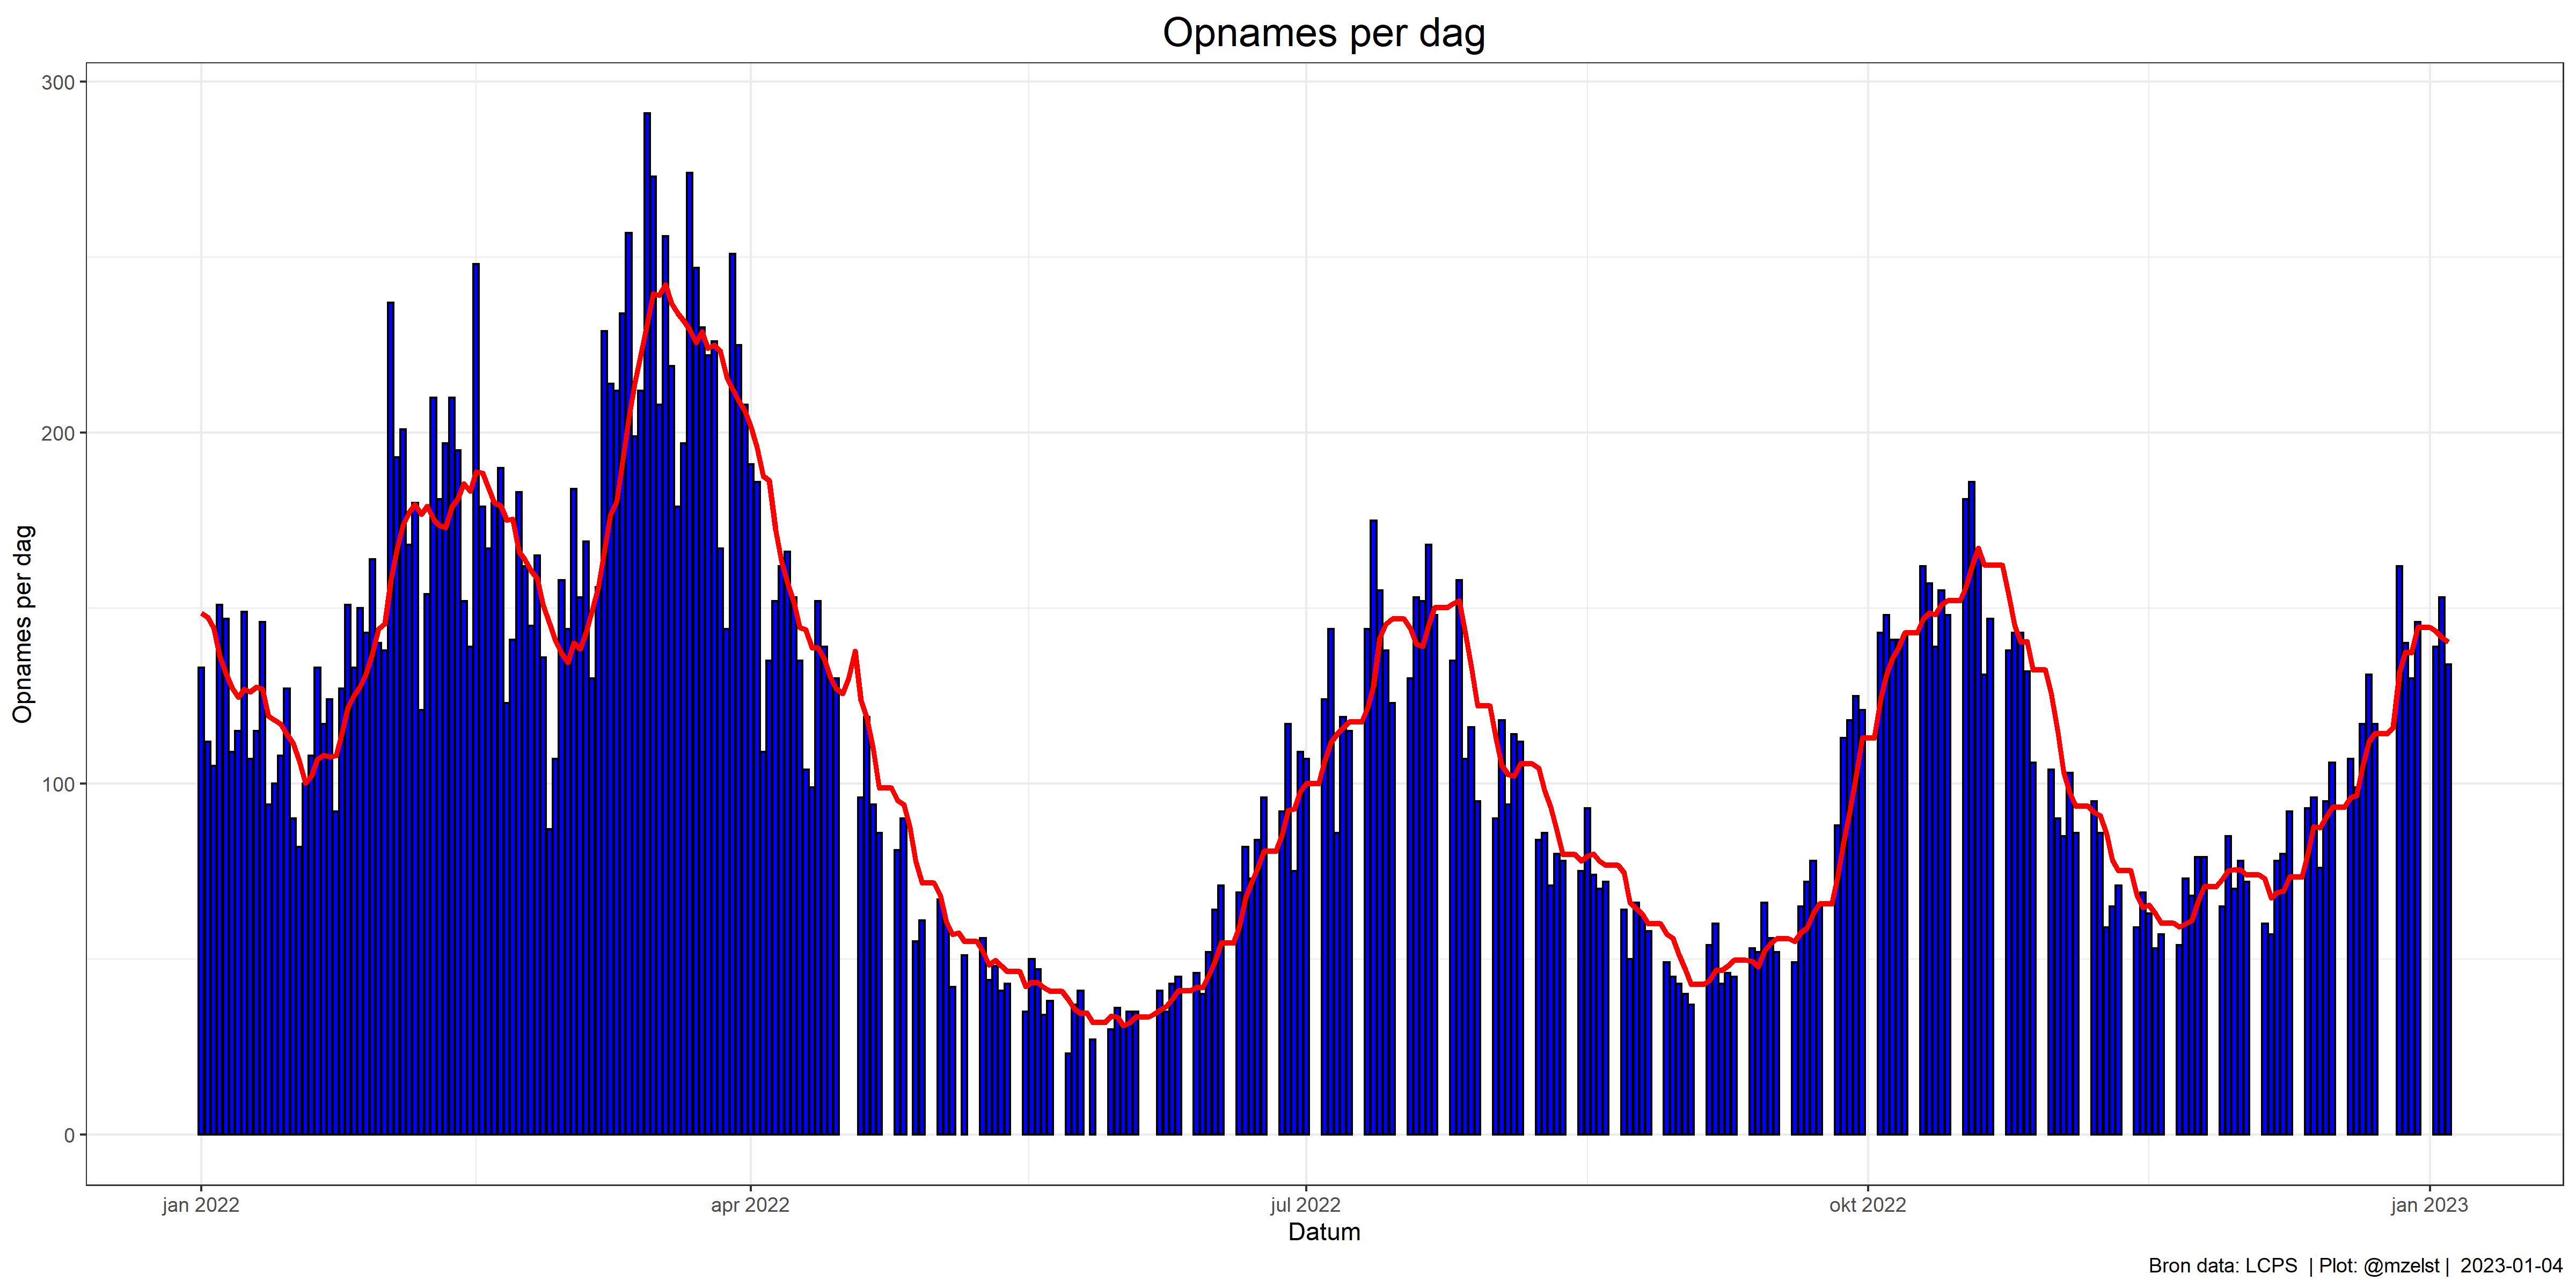 Opnames per dag
300
200
100
0
Opnames per dag
jan 2022
apr 2022
jul 2022
okt 2022
jan 2023
Datum
Bron data: LCPS | Plot: @mzelst | 2023-01-04